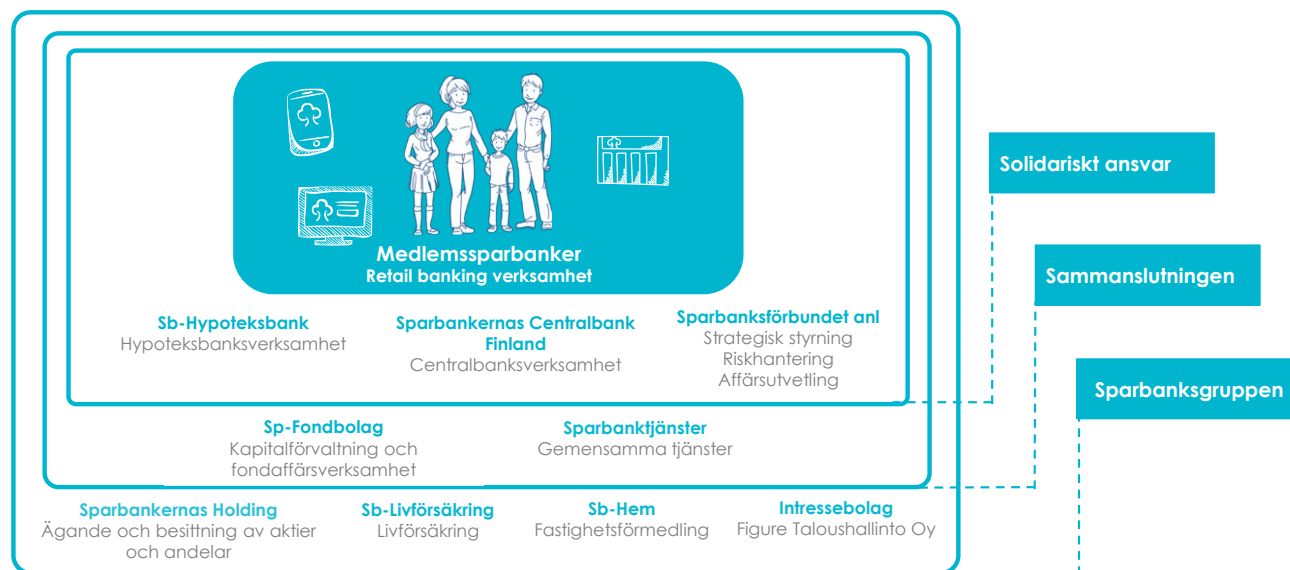 Medlemssparbanker
Retail banking verksamhet
Sb-Hypoteksbank
Hypoteksbanksverksamhet
Sparbankernas Centralbank
Finland
Centralbanksverksamhet
Sparbanksförbundet anl
Strategisk styrning
Riskhantering
Affärsutvetling
Sp-Fondbolag
Kapitalförvaltning och
fondaffärsverksamhet
Sparbanktjänster
Gemensamma tjänster
Sparbankernas Holding
Ägande och besittning av aktier
och andelar
Sb-Livförsäkring
Livförsäkring
Sb-Hem
Fastighetsförmedling
Intressebolag
Figure Taloushallinto Oy
Solidariskt ansvar
Sammanslutningen
Sparbanksgruppen